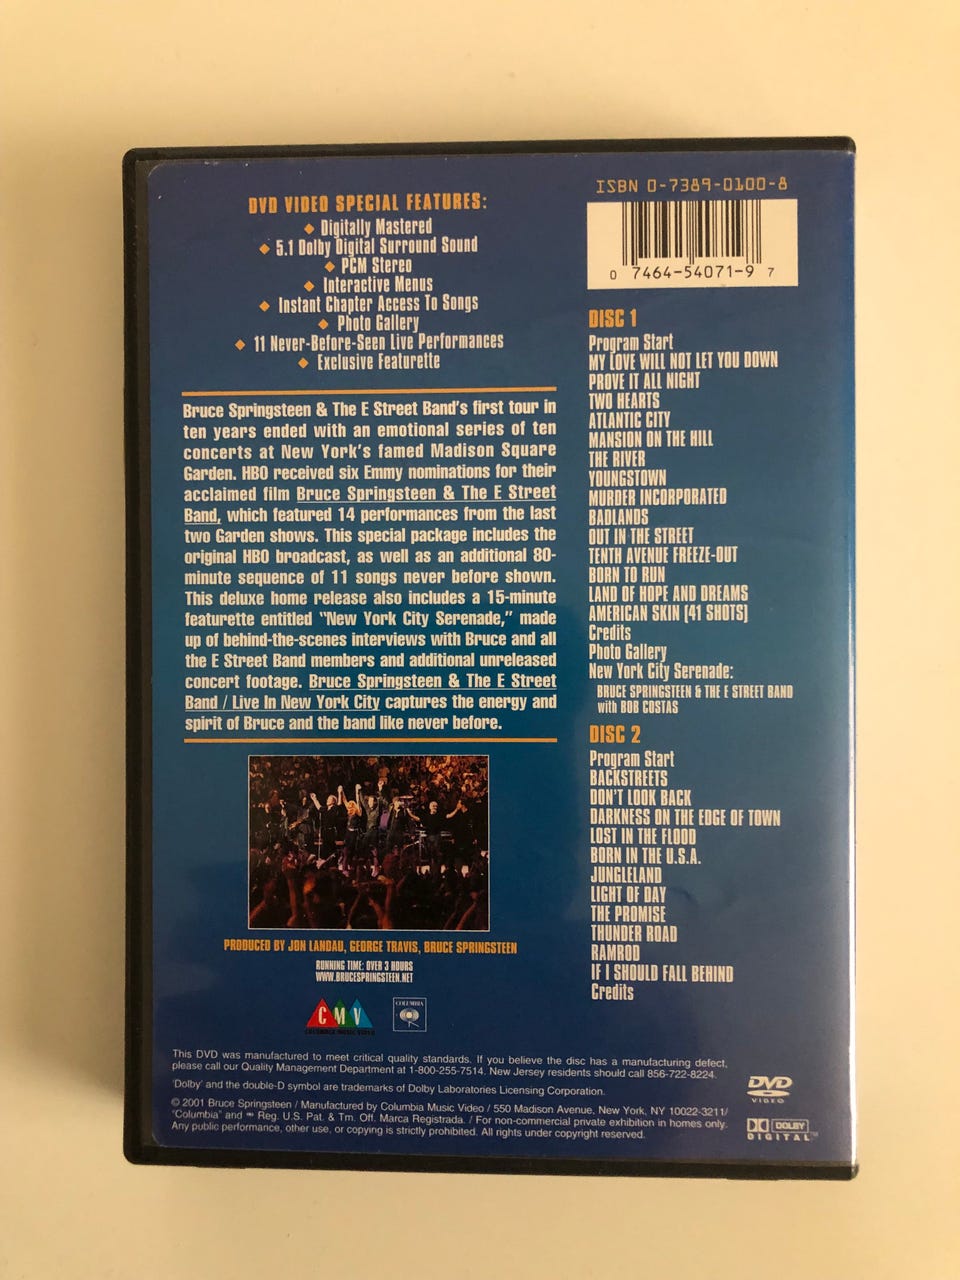 DVD VIDEO SPECIAL FEATURES:
◆ Digitally Mastered
◆ 5.1 Dolby Digital Surround Sound
◆ PCM Stereo
◆ Interactive Menus
◆ Instant Chapter Access To Songs
◆ Photo Gallery
◆ 11 Never-Before-Seen Live Performances
◆ Exclusive Featurette
Bruce Springsteen & The E Street Band's first tour in
ten years ended with an emotional series of ten
concerts at New York's famed Madison Square
Garden. HBO received six Emmy nominations for their
acclaimed film Bruce Springsteen & The E Street
Band, which featured 14 performances from the last
two Garden shows. This special package includes the
original HBO broadcast, as well as an additional 80-
minute sequence of 11 songs never before shown.
This deluxe home release also includes a 15-minute
featurette entitled "New York City Serenade," made
up of behind-the-scenes interviews with Bruce and all
the E Street Band members and additional unreleased
concert footage. Bruce Springsteen & The E Street
Band / Live In New York City captures the energy and
spirit of Bruce and the band like never before.
PRODUCED BY JON LANDAU, GEORGE TRAVIS, BRUCE SPRINGSTEEN
RUNNING TIME: OVER 3 HOURS
WWW.BRUCESPRINGSTEEN.NET
CMV
COLUMBIA MUSIC VIDEO
COLUMBIA
ISBN 0-7389-0100-8
0 7464-54071-9 7
DISC 1
Program Start
MY LOVE WILL NOT LET YOU DOWN
PROVE IT ALL NIGHT
TWO HEARTS
ATLANTIC CITY
MANSION ON THE HILL
THE RIVER
YOUNGSTOWN
MURDER INCORPORATED
BADLANDS
OUT IN THE STREET
TENTH AVENUE FREEZE-OUT
BORN TO RUN
LAND OF HOPE AND DREAMS
AMERICAN SKIN (41 SHOTS)
Credits
Photo Gallery
New York City Serenade:
BRUCE SPRINGSTEEN & THE E STREET BAND
with BOB COSTAS
DISC 2
Program Start
BACKSTREETS
DON'T LOOK BACK
DARKNESS ON THE EDGE OF TOWN
LOST IN THE FLOOD
BORN IN THE U.S.A.
JUNGLELAND
LIGHT OF DAY
THE PROMISE
THUNDER ROAD
RAMROD
IF I SHOULD FALL BEHIND
Credits
This DVD was manufactured to meet critical quality standards. If you believe the disc has a manufacturing defect,
please call our Quality Management Department at 1-800-255-7514. New Jersey residents should call 856-722-8224.
'Dolby' and the double-D symbol are trademarks of Dolby Laboratories Licensing Corporation.
© 2001 Bruce Springsteen / Manufactured by Columbia Music Video / 550 Madison Avenue, New York, NY 10022-3211/
"Columbia" and Reg. U.S. Pat. & Tm. Off. Marca Registrada. / For non-commercial private exhibition in homes only.
Any public performance, other use, or copying is strictly prohibited. All rights under copyright reserved.
DVD
VIDEO
DOLBY
DIGITAL™